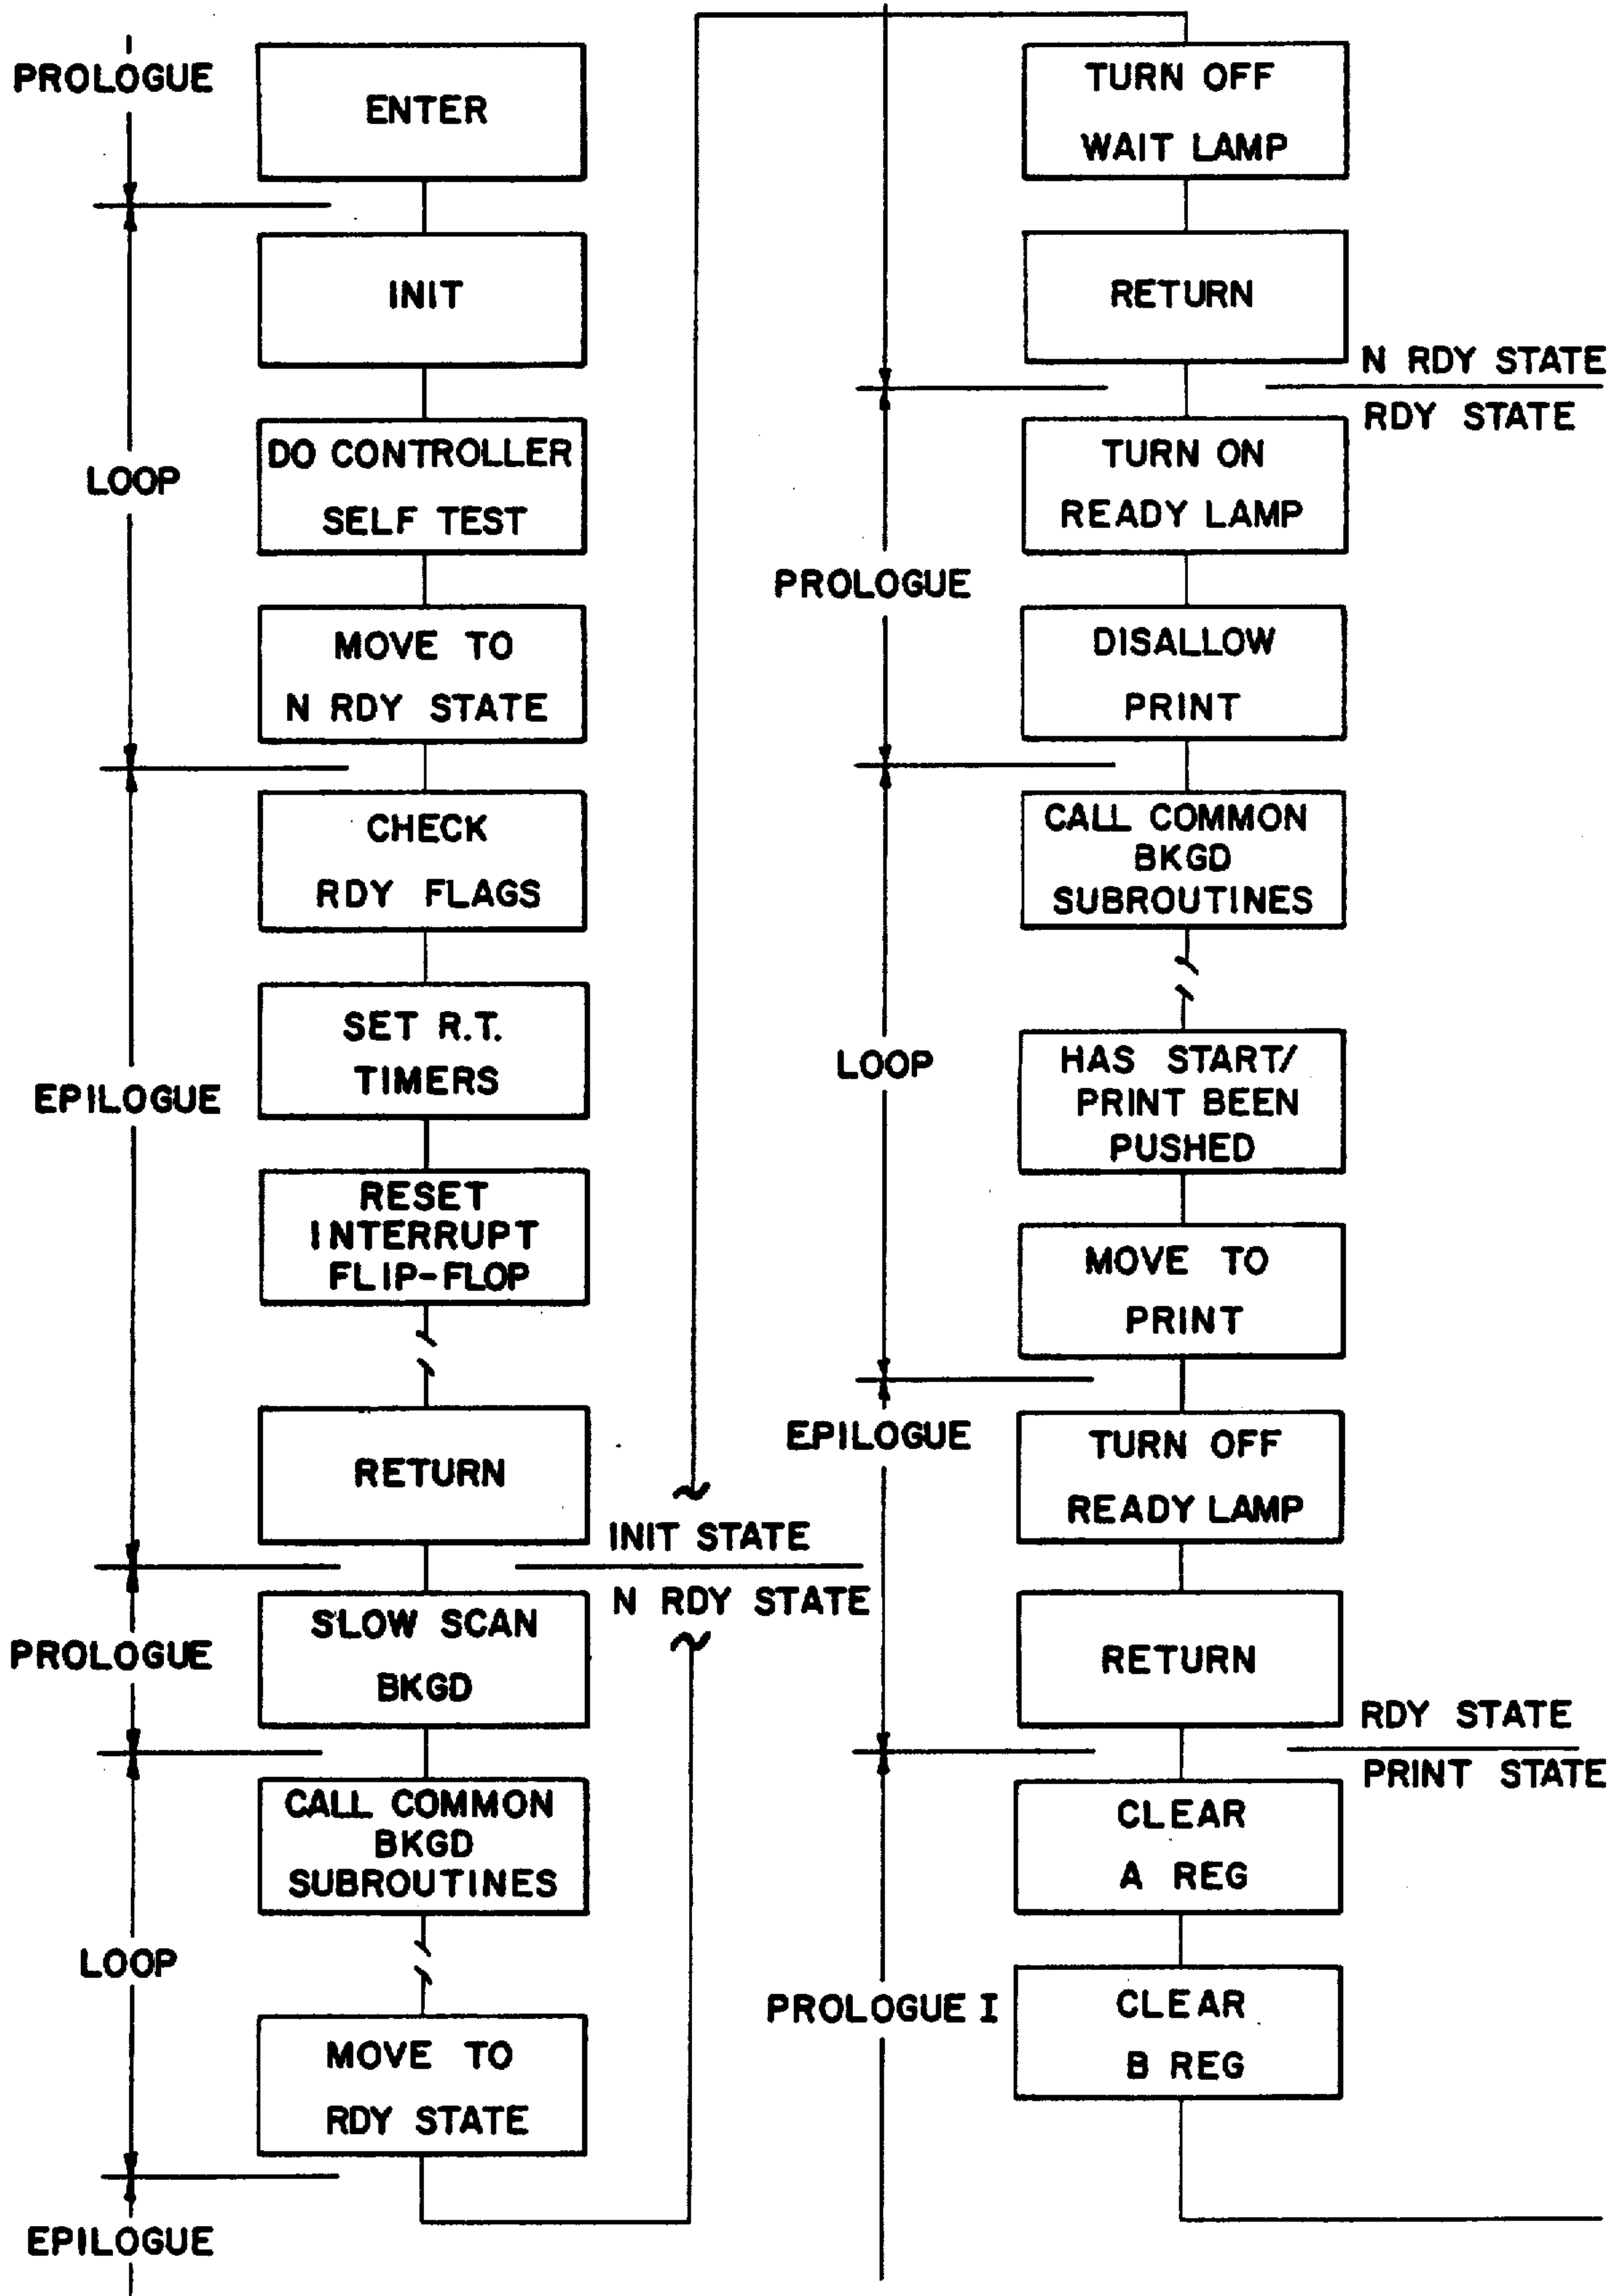 PROLOGUE
ENTER
INIT
LOOP
DO CONTROLLER
SELF TEST
MOVE TO
N RDY STATE
CHECK
RDY FLAGS
SET R.T.
TIMERS
EPILOGUE
RESET
INTERRUPT
FLIP-FLOP
RETURN
INIT STATE
N RDY STATE
PROLOGUE
SLOW SCAN
BKGD
CALL COMMON
BKGD
SUBROUTINES
LOOP
MOVE TO
RDY STATE
EPILOGUE
TURN OFF
WAIT LAMP
RETURN
N RDY STATE
RDY STATE
TURN ON
READY LAMP
PROLOGUE
DISALLOW
PRINT
CALL COMMON
BKGD
SUBROUTINES
LOOP
HAS START/
PRINT BEEN
PUSHED
MOVE TO
PRINT
EPILOGUE
TURN OFF
READY LAMP
RETURN
RDY STATE
PRINT STATE
CLEAR
A REG
PROLOGUE I
CLEAR
B REG